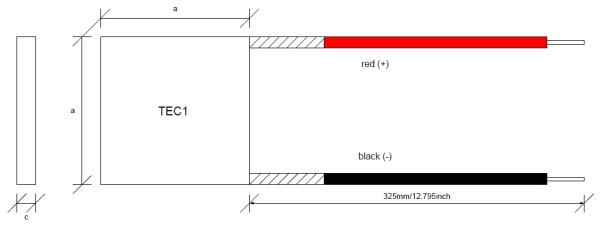 a
red (+)
a
TEC1
black (-)
325mm/12.795inch
c